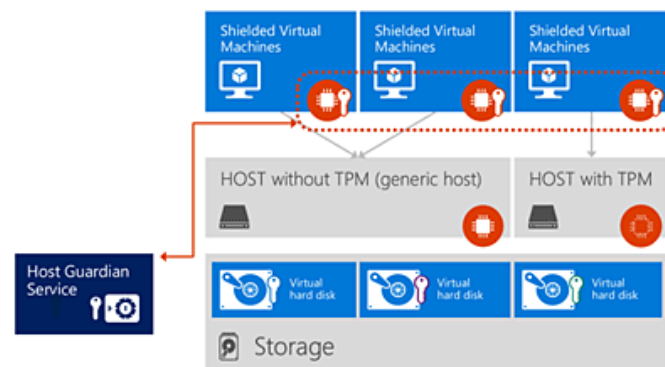 Shielded Virtual
Machines
Shielded Virtual
Machines
Shielded Virtual
Machines
HOST without TPM (generic host)
HOST with TPM
Host Guardian
Service
Virtual
hard disk
Virtual
hard disk
Virtual
hard disk
Storage